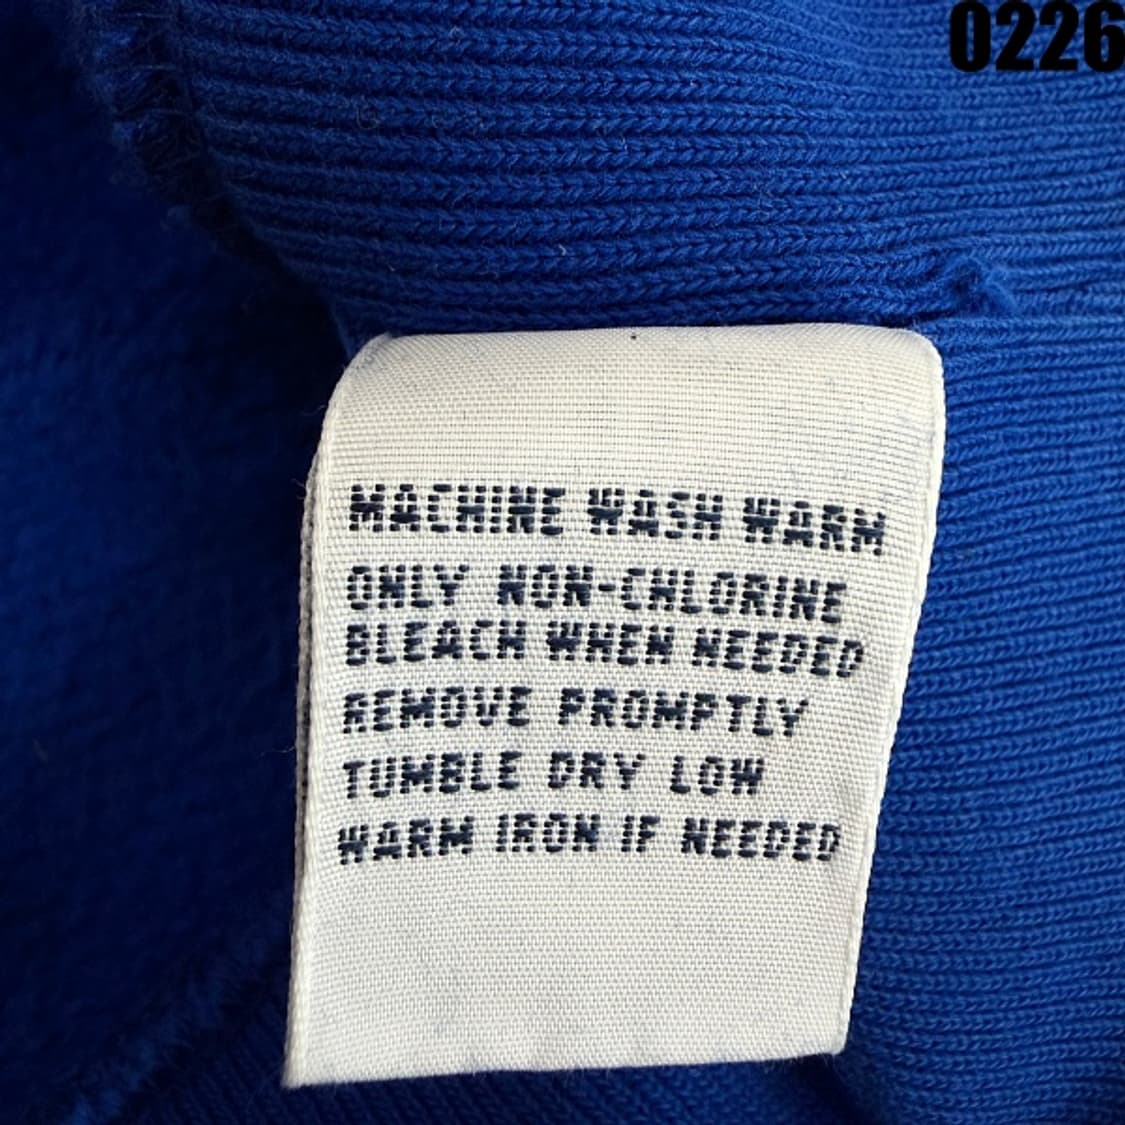 0226
MACHINE WASH WARM
ONLY NON-CHLORINE
BLEACH WHEN NEEDED
REMOVE PROMPTLY
TUMBLE DRY LOW
WARM IRON IF NEEDED